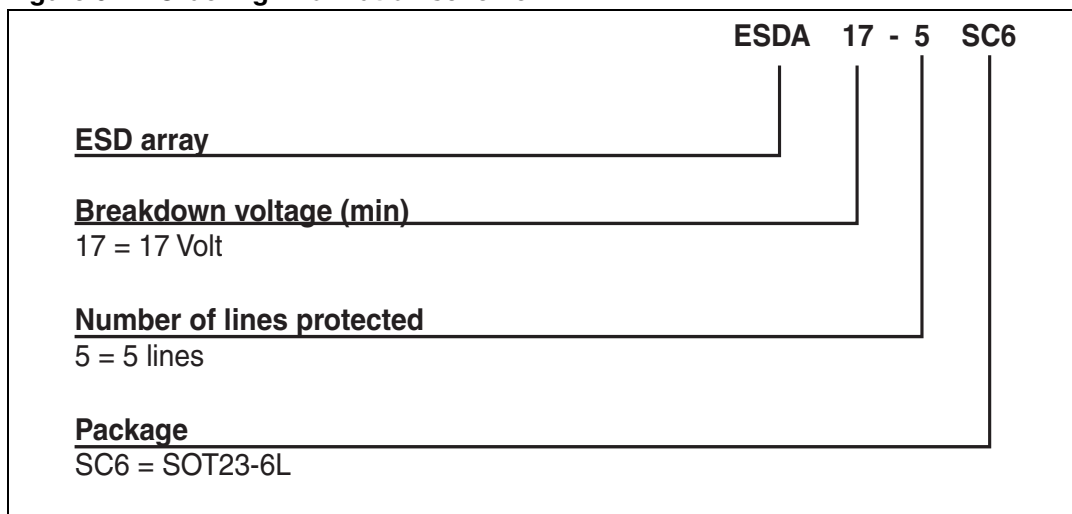 ESDA 17 - 5 SC6
ESD array
Breakdown voltage (min)
17 = 17 Volt
Number of lines protected
5 = 5 lines
Package
SC6 = SOT23-6L